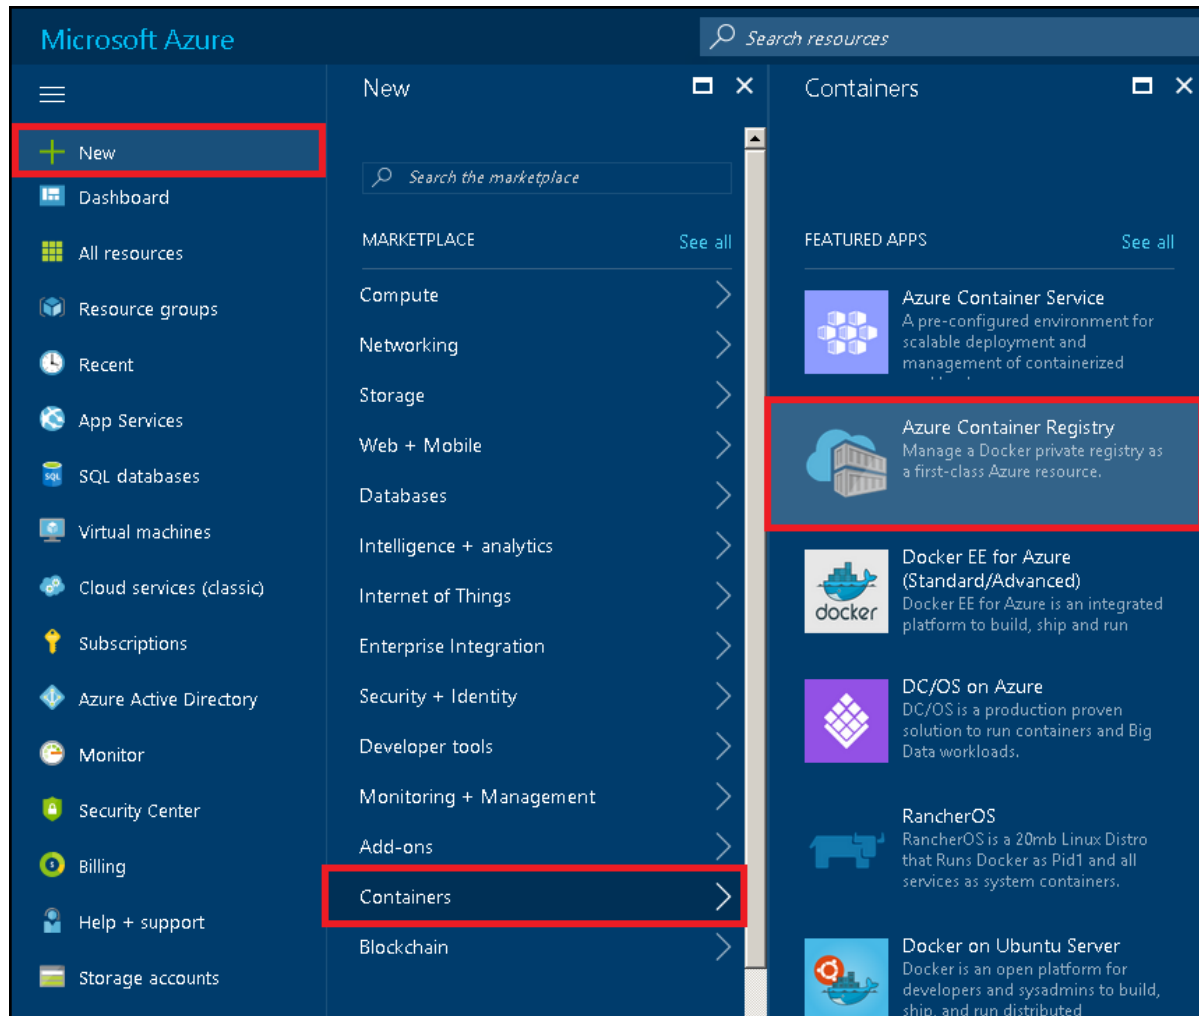 Microsoft Azure
Search resources
New
Dashboard
All resources
Resource groups
Recent
App Services
SQL
SQL databases
Virtual machines
Cloud services (classic)
Subscriptions
Azure Active Directory
Monitor
Security Center
Billing
Help + support
Storage accounts
New
Search the marketplace
MARKETPLACE
See all
Compute
Networking
Storage
Web + Mobile
Databases
Intelligence + analytics
Internet of Things
Enterprise Integration
Security + Identity
Developer tools
Monitoring + Management
Add-ons
Containers
Blockchain
Containers
FEATURED APPS
See all
Azure Container Service
A pre-configured environment for
scalable deployment and
management of containerized
Azure Container Registry
Manage a Docker private registry as
a first-class Azure resource.
docker
Docker EE for Azure
(Standard/Advanced)
Docker EE for Azure is an integrated
platform to build, ship and run
DC/OS on Azure
DC/OS is a production proven
solution to run containers and Big
Data workloads.
RancherOS
RancherOS is a 20mb Linux Distro
that Runs Docker as Pid1 and all
services as system containers.
Docker on Ubuntu Server
Docker is an open platform for
developers and sysadmins to build,
ship, and run distributed